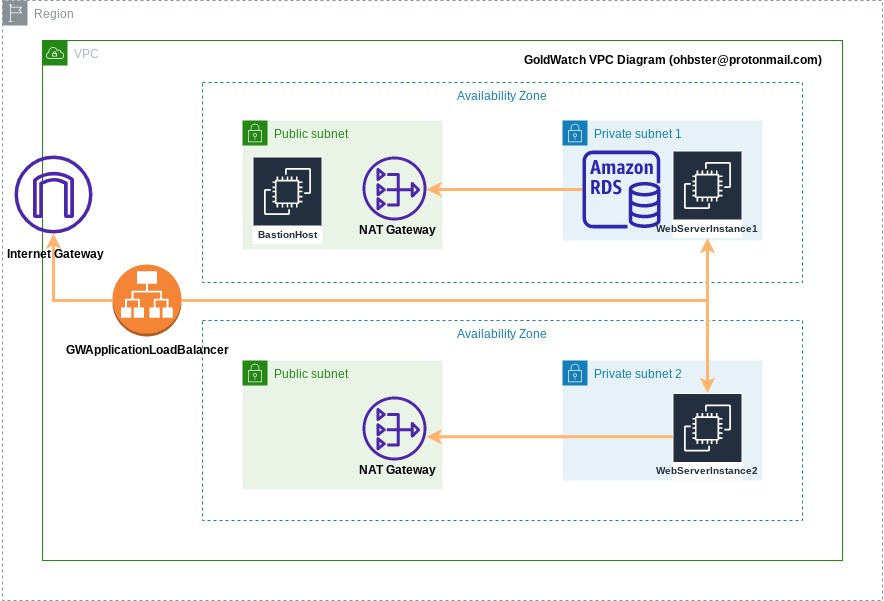 Region
VPC
GoldWatch VPC Diagram (ohbster@protonmail.com)
Availability Zone
Public subnet
Private subnet 1
Amazon
RDS
BastionHost
NAT Gateway
WebServerInstance1
Internet Gateway
GWApplicationLoadBalancer
Availability Zone
Public subnet
Private subnet 2
NAT Gateway
WebServerInstance2